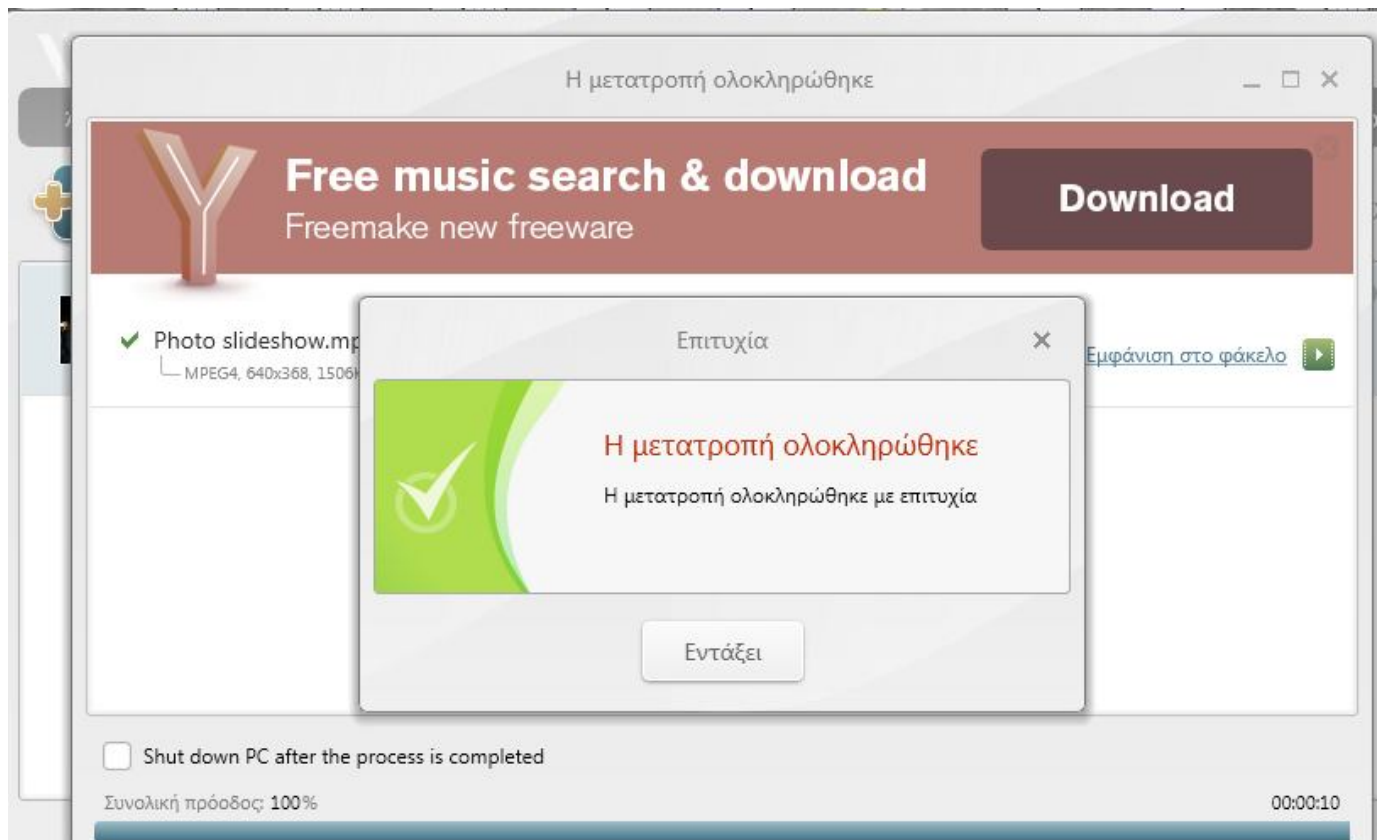 Η μετατροπή ολοκληρώθηκε
Free music search & download
Freemake new freeware
Download
Photo slideshow.mp
MPEG4, 640x368, 1506
Επιτυχία
Εμφάνιση στο φάκελο
Η μετατροπή ολοκληρώθηκε
Η μετατροπή ολοκληρώθηκε με επιτυχία
Εντάξει
Shut down PC after the process is completed
Συνολική πρόοδος: 100%
00:00:10